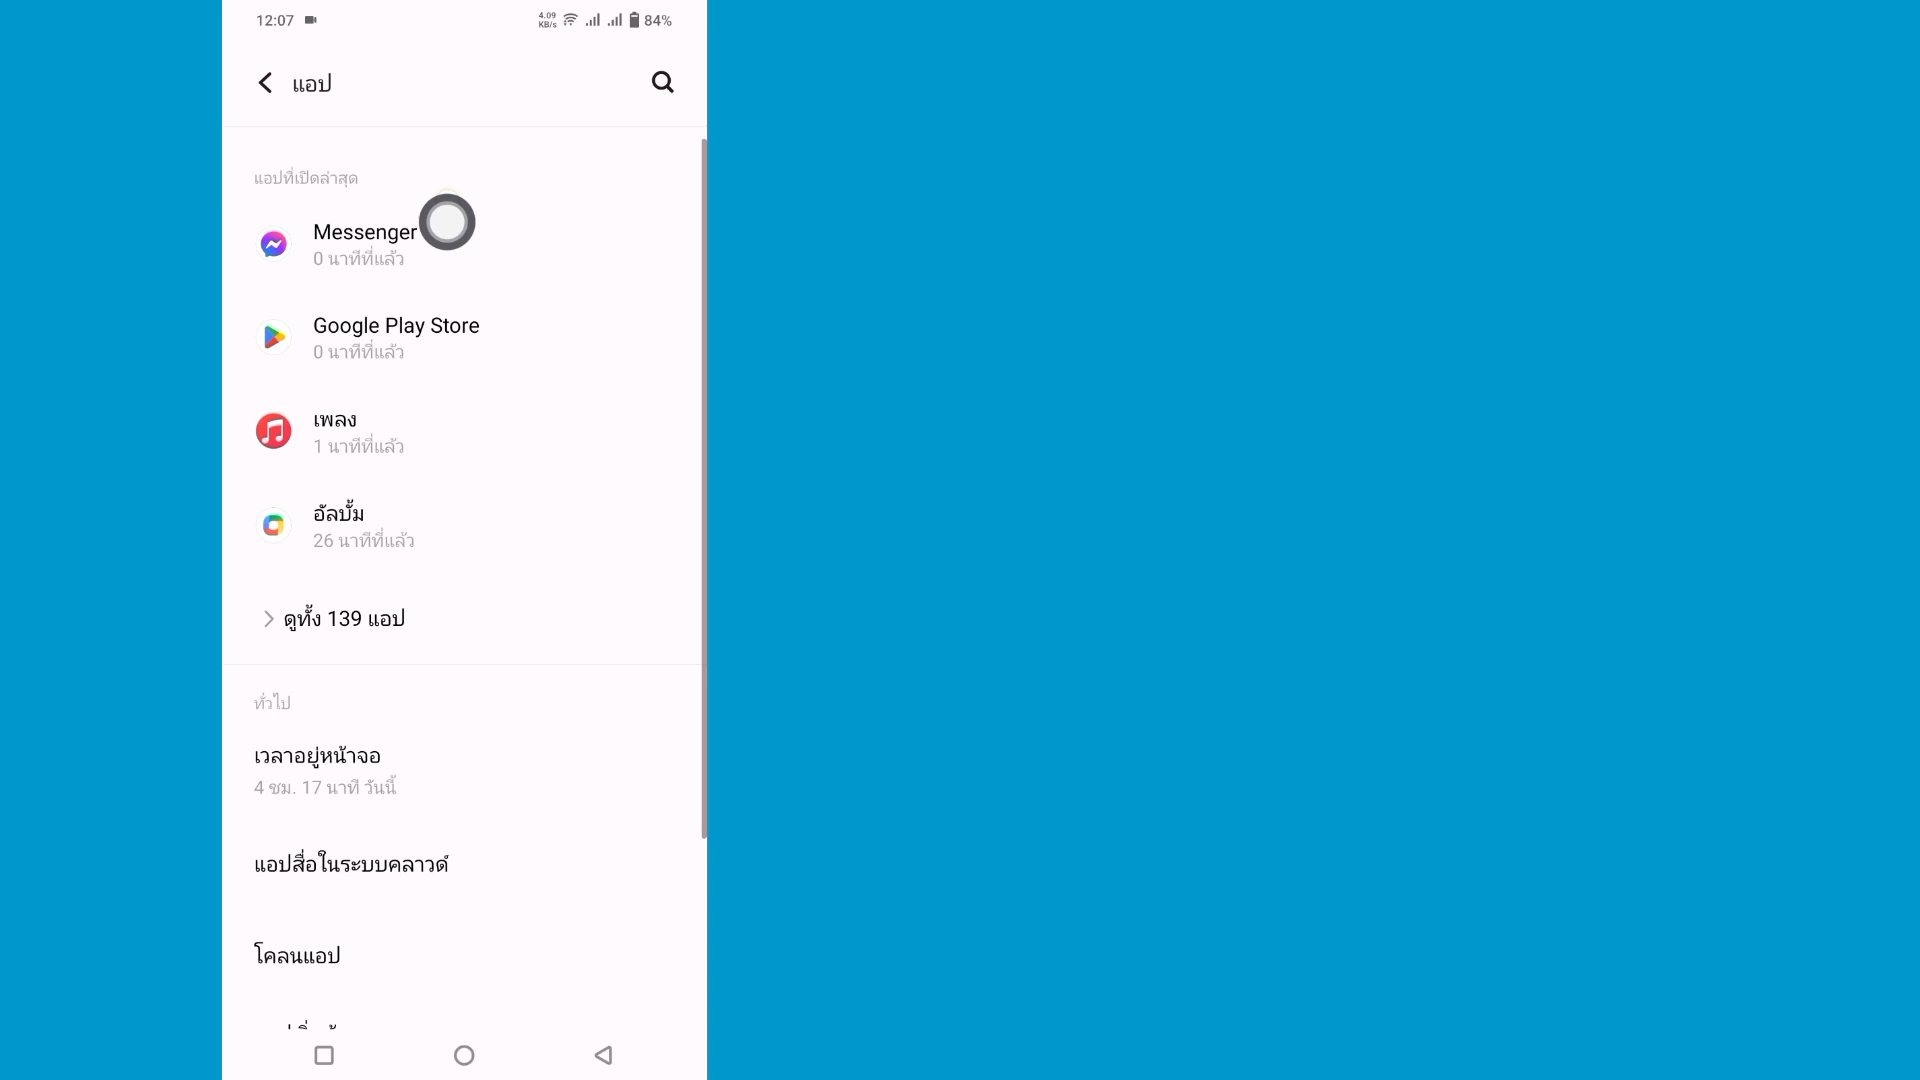 12:07
4.09 KB/s 84%
แอป
แอปที่เปิดล่าสุด
Messenger
0 นาทีที่แล้ว
Google Play Store
0 นาทีที่แล้ว
เพลง
1 นาทีที่แล้ว
อัลบั้ม
26 นาทีที่แล้ว
ดูทั้ง 139 แอป
ทั่วไป
เวลาอยู่หน้าจอ
4 ชม. 17 นาที วันนี้
แอปสื่อในระบบคลาวด์
โคลนแอป